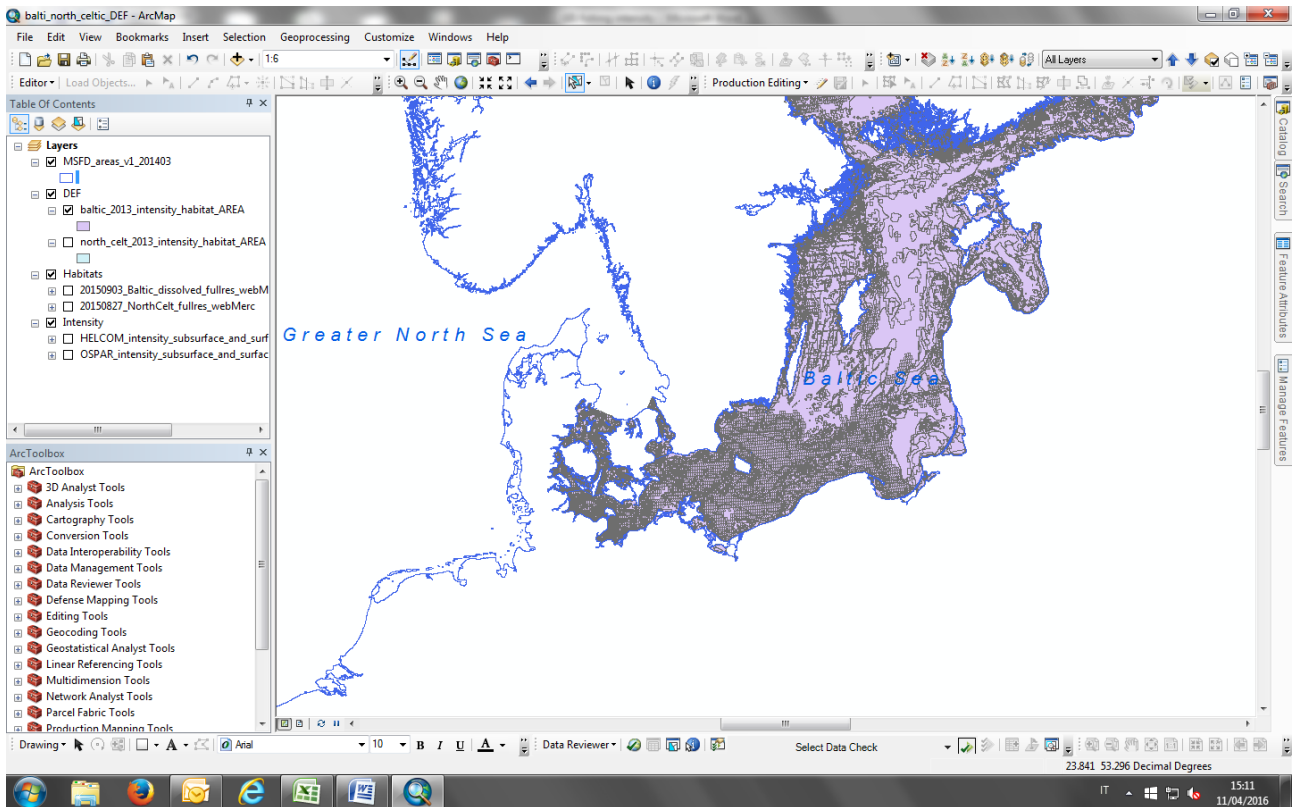 balti_north_celtic_DEF - ArcMap
File Edit View Bookmarks Insert Selection Geoprocessing Customize Windows Help
1:6 All Layers
Editor Load Objects... Production Editing
Table Of Contents
Layers
MSFD_areas_v1_201403
DEF
baltic_2013_intensity_habitat_AREA
north_celt_2013_intensity_habitat_AREA
Habitats
20150903_Baltic_dissolved_fullres_webM
20150827_NorthCelt_fullres_webMerc
Intensity
HELCOM_intensity_subsurface_and_surf
OSPAR_intensity_subsurface_and_surfac
ArcToolbox
ArcToolbox
3D Analyst Tools
Analysis Tools
Cartography Tools
Conversion Tools
Data Interoperability Tools
Data Management Tools
Data Reviewer Tools
Defense Mapping Tools
Editing Tools
Geocoding Tools
Geostatistical Analyst Tools
Linear Referencing Tools
Multidimension Tools
Network Analyst Tools
Parcel Fabric Tools
Production Mapping Tools
Greater North Sea
Baltic Sea
Catalog
Search
Feature Attributes
Manage Features
Drawing A Arial 10 B I U A Data Reviewer Select Data Check
23.841 53.296 Decimal Degrees
IT 15:11
11/04/2016